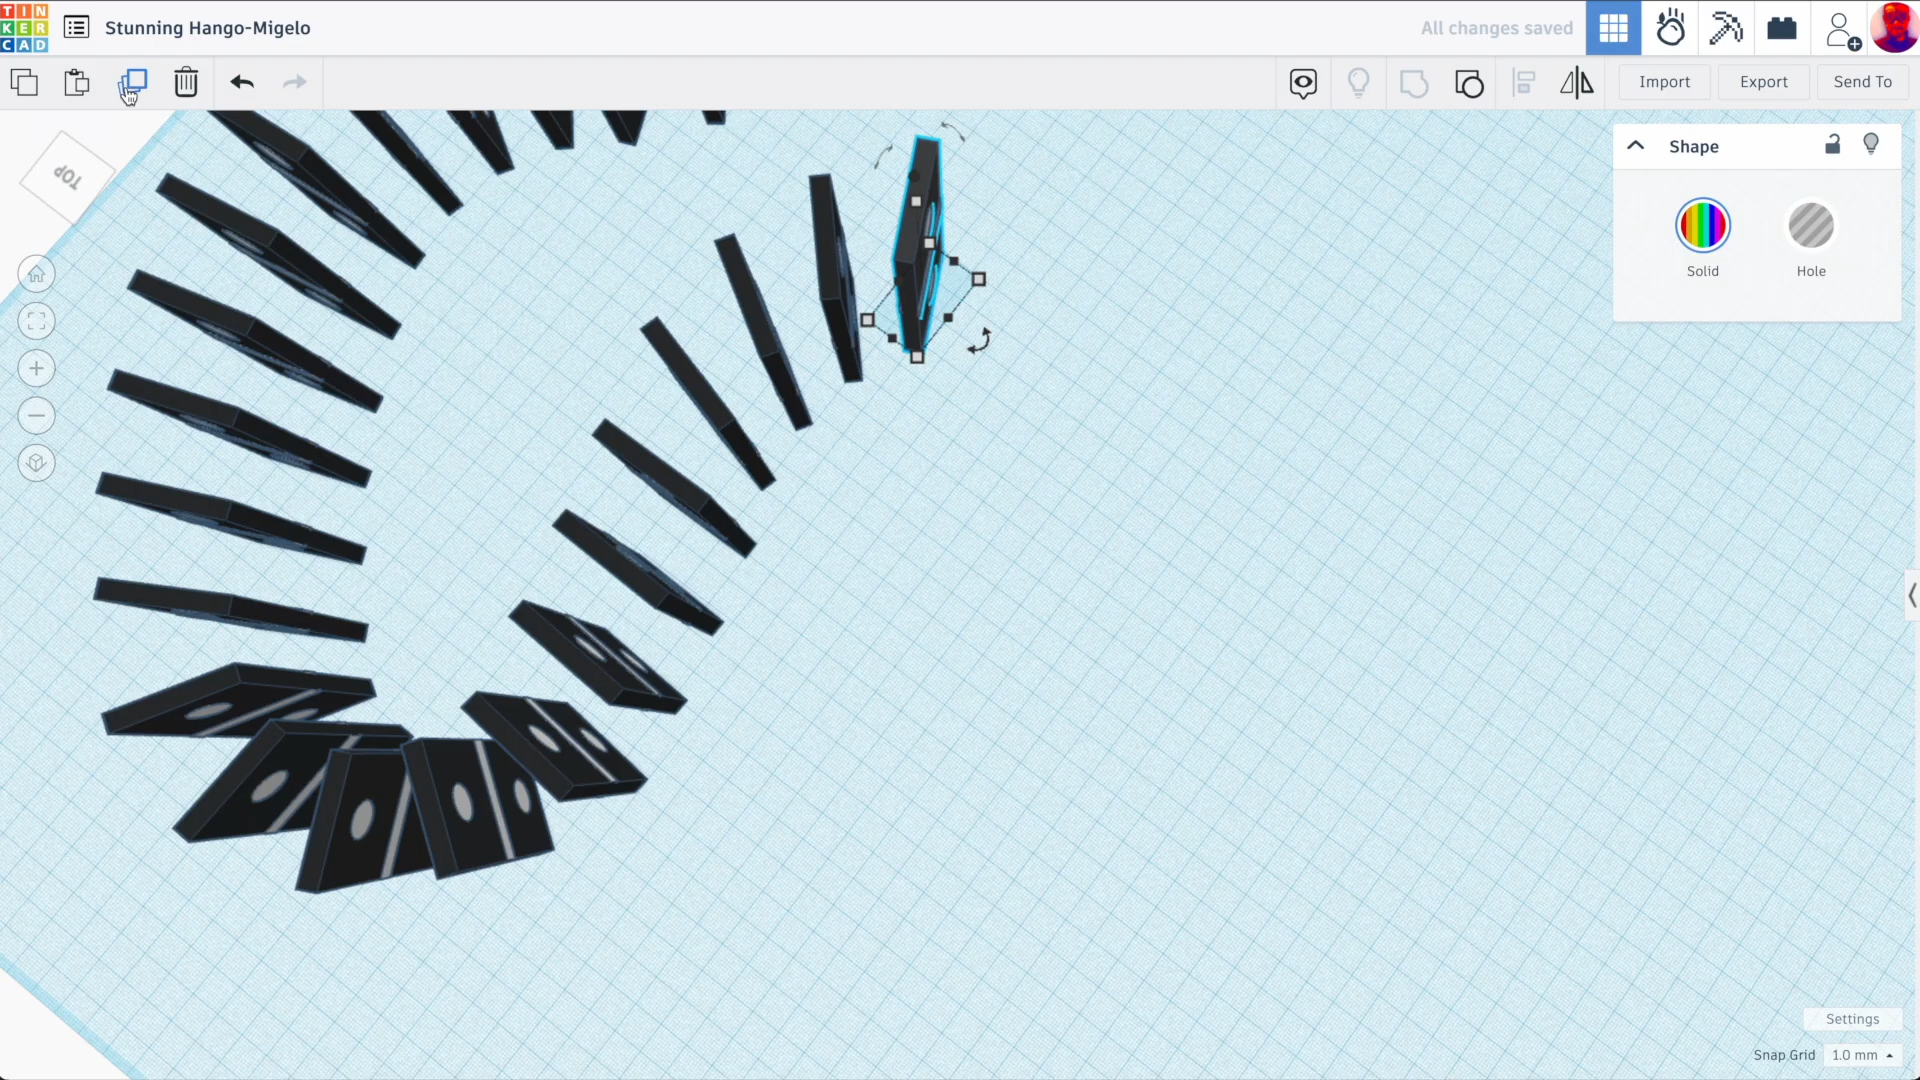 TIN
KER
CAD
Stunning Hango-Migelo
All changes saved
Import
Export
Send To
TOP
Shape
Solid
Hole
Settings
Snap Grid 1.0 mm